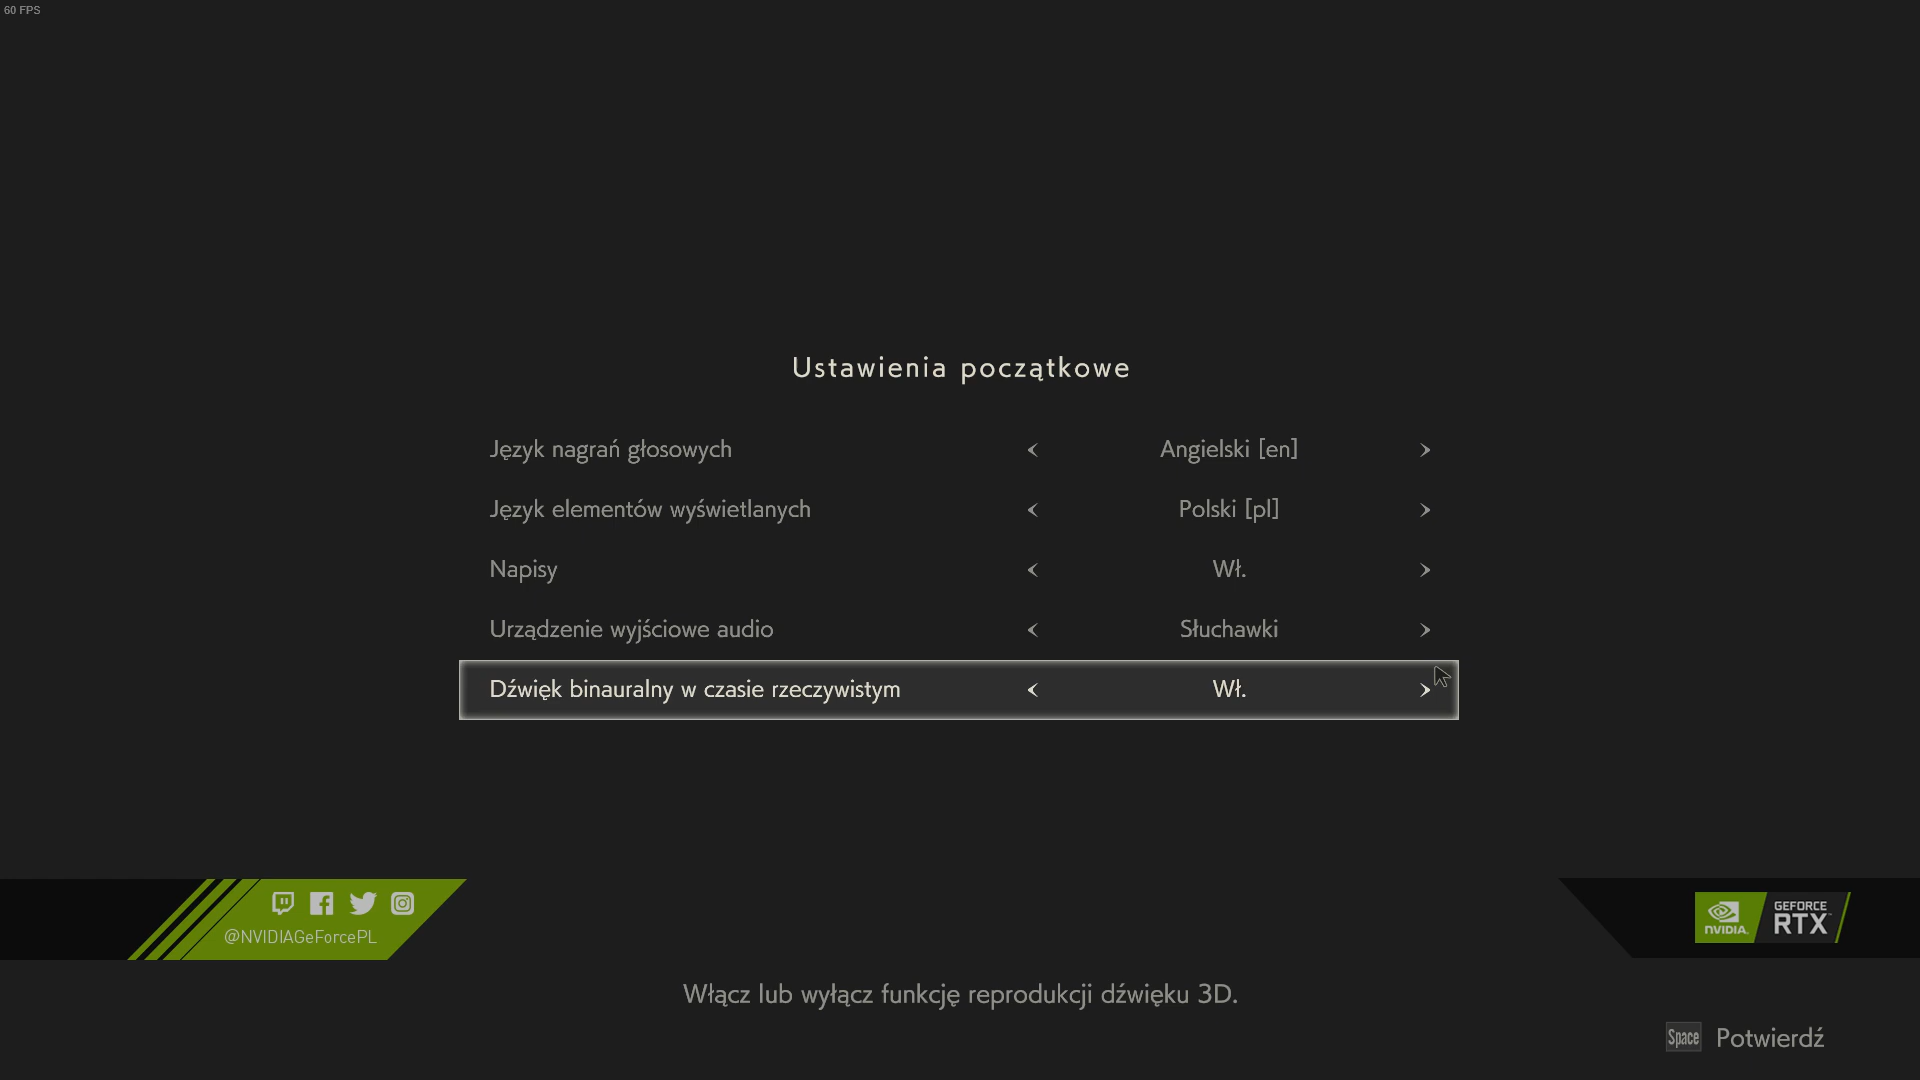 60 FPS
Ustawienia początkowe
Język nagrań głosowych < Angielski [en] >
Język elementów wyświetlanych < Polski [pl] >
Napisy < Wł. >
Urządzenie wyjściowe audio < Słuchawki >
Dźwięk binauralny w czasie rzeczywistym < Wł. >
@NVIDIAGeForcePL
NVIDIA.
GEFORCE
RTX™
Włącz lub wyłącz funkcję reprodukcji dźwięku 3D.
Space Potwierdź